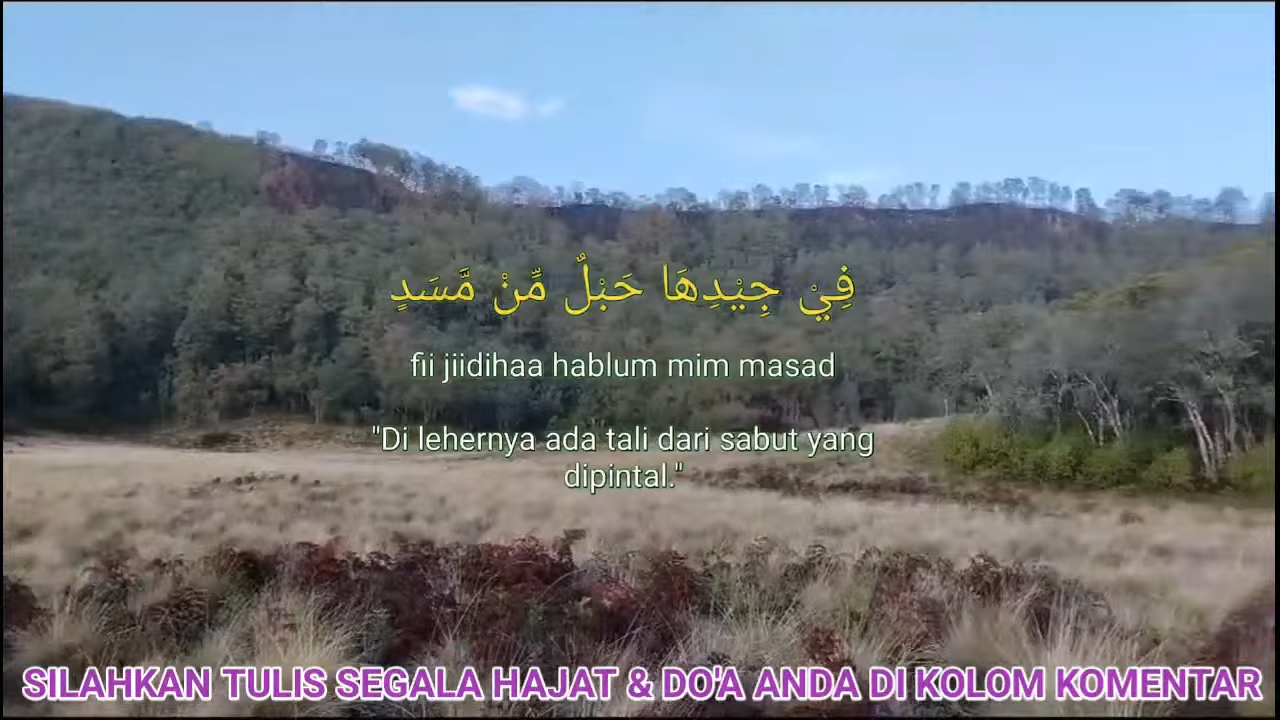 فِيْ جِيْدِهَا حَبْلٌ مِّنْ مَّسَدٍ
fii jiidihaa hablum mim masad
"Di lehernya ada tali dari sabut yang
dipintal."
SILAHKAN TULIS SEGALA HAJAT & DO'A ANDA DI KOLOM KOMENTAR